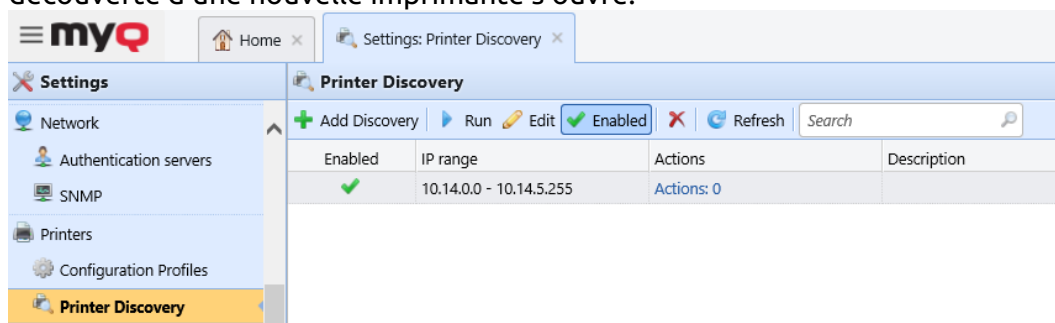 découverte d'une nouvelle imprimante s'ouvre.
myQ Home Settings: Printer Discovery
Settings Printer Discovery
Network Add Discovery Run Edit Enabled Refresh Search
Authentication servers Enabled IP range Actions Description
SNMP 10.14.0.0 - 10.14.5.255 Actions: 0
Printers
Configuration Profiles
Printer Discovery